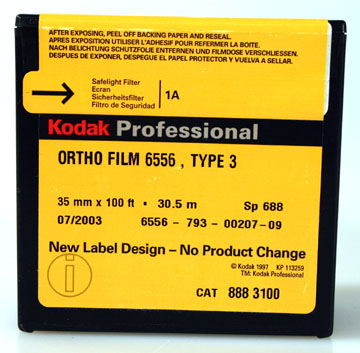 AFTER EXPOSING, PEEL OFF BACKING PAPER AND RESEAL.
APRES EXPOSITION UTILISER L'ADHESIF POUR REFERMER LA BOITE.
NACH BELICHTUNG SCHUTZFOLIE ENTFERNEN UND FILMDOSE VERSCHLIESSEN.
DESPUES DE EXPONER, DESPEGUE EL PAPEL PROTECTOR Y VUELVA A SELLAR.
Safelight Filter
Ecran
Sicherheitsfilter
Filtro de Seguridad
1A
Kodak Professional
ORTHO FILM 6556 , TYPE 3
35 mm x 100 ft • 30.5 m Sp 688
07/2003 6556 - 793 - 00207-09
New Label Design – No Product Change
© Kodak 1997 KP 113259
TM: Kodak Professional
CAT 888 3100